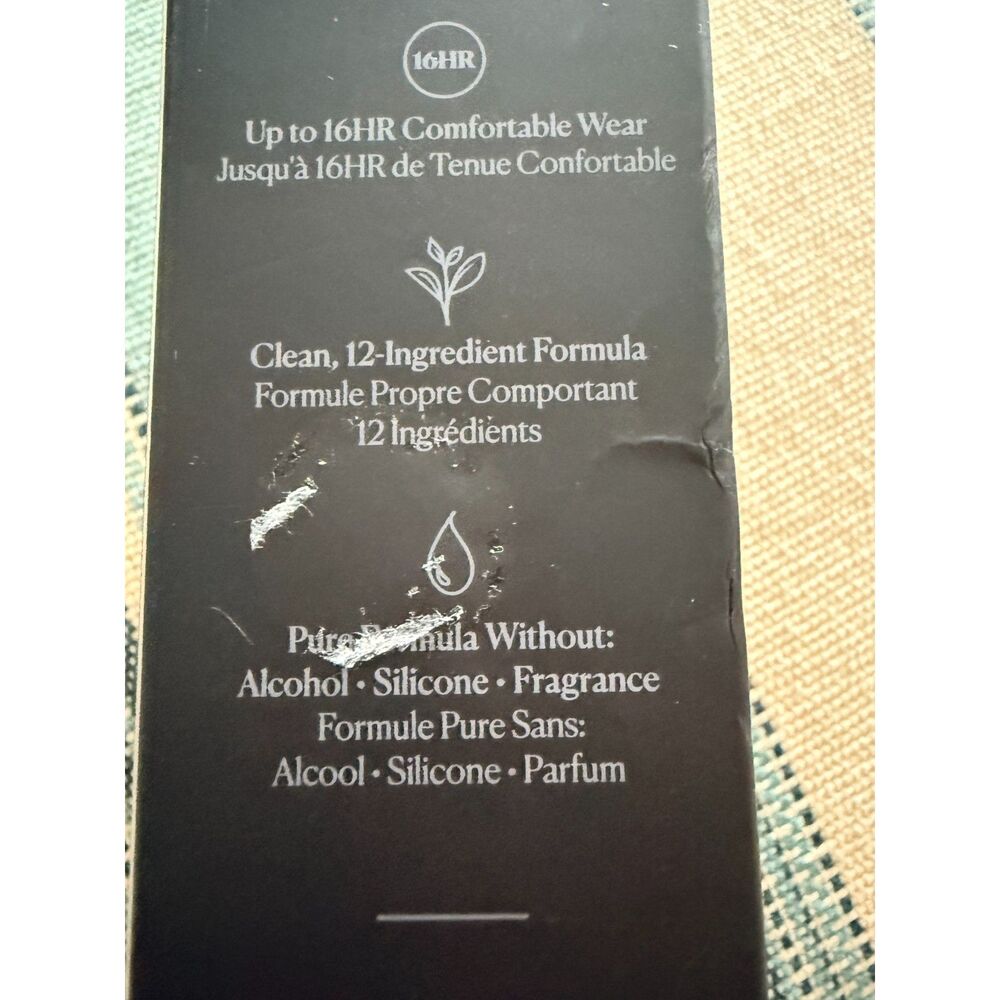 16HR
Up to 16HR Comfortable Wear
Jusqu'à 16HR de Tenue Confortable
Clean, 12-Ingredient Formula
Formule Propre Comportant
12 Ingrédients
Pure Formula Without:
Alcohol • Silicone • Fragrance
Formule Pure Sans:
Alcool • Silicone • Parfum